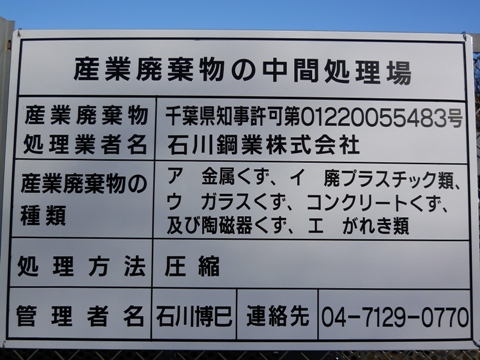 産業廃棄物の中間処理場
産業廃棄物 千葉県知事許可第01220055483号
処理業者名 石川鋼業株式会社
産業廃棄物の ア 金属くず、イ 廃プラスチック類、
種類 ウ ガラスくず、コンクリートくず、
及び陶磁器くず、エ がれき類
処理方法 圧縮
管理者名 石川博巳 連絡先 04-7129-0770